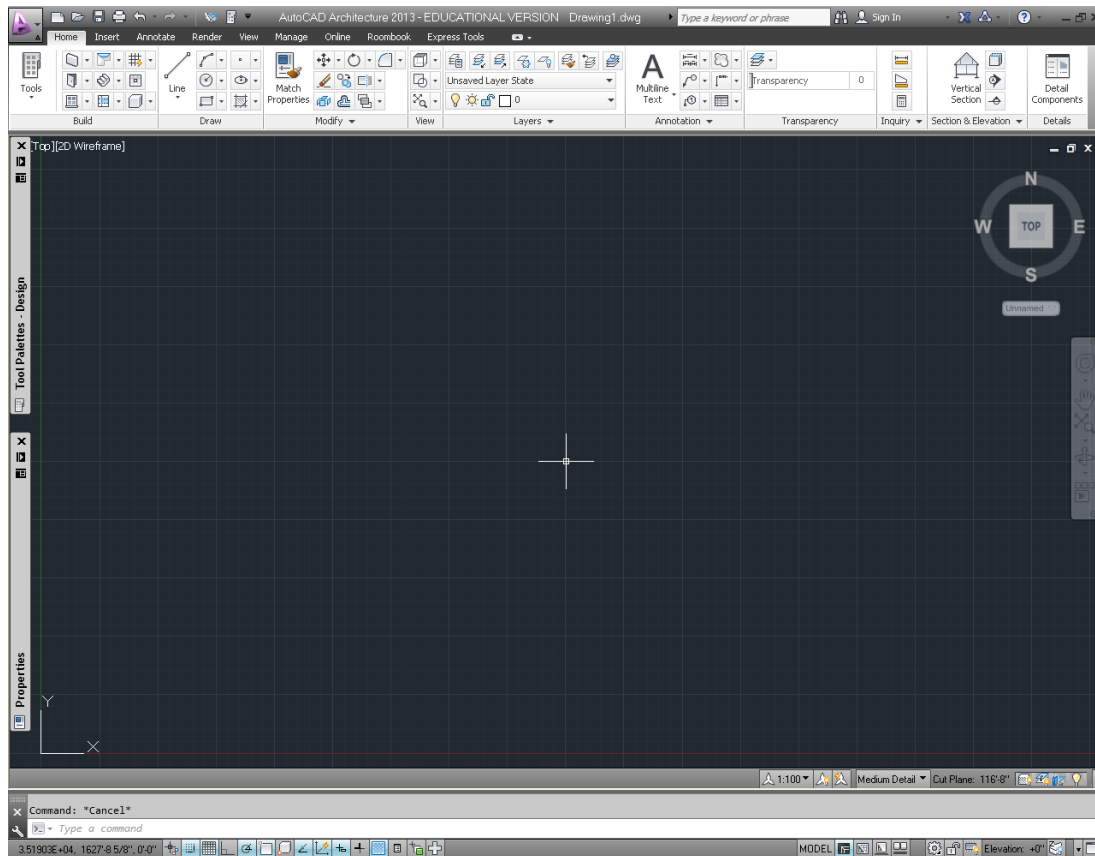 AutoCAD Architecture 2013 - EDUCATIONAL VERSION Drawing1.dwg Type a keyword or phrase Sign In
Home Insert Annotate Render View Manage Online Roombook Express Tools
Tools
Line
Match
Properties
Unsaved Layer State
0
A
Multiline
Text
Transparency 0
Vertical
Section
Detail
Components
Build Draw Modify View Layers Annotation Transparency Inquiry Section & Elevation Details
[Top][2D Wireframe]
N
W TOP E
S
Unnamed
Tool Palettes - Design
Properties
Y
X
1:100 Medium Detail Cut Plane: 116'-8"
Command: *Cancel*
Type a command
3.51903E+04, 1627'-8 5/8", 0'-0" MODEL Elevation: +0"